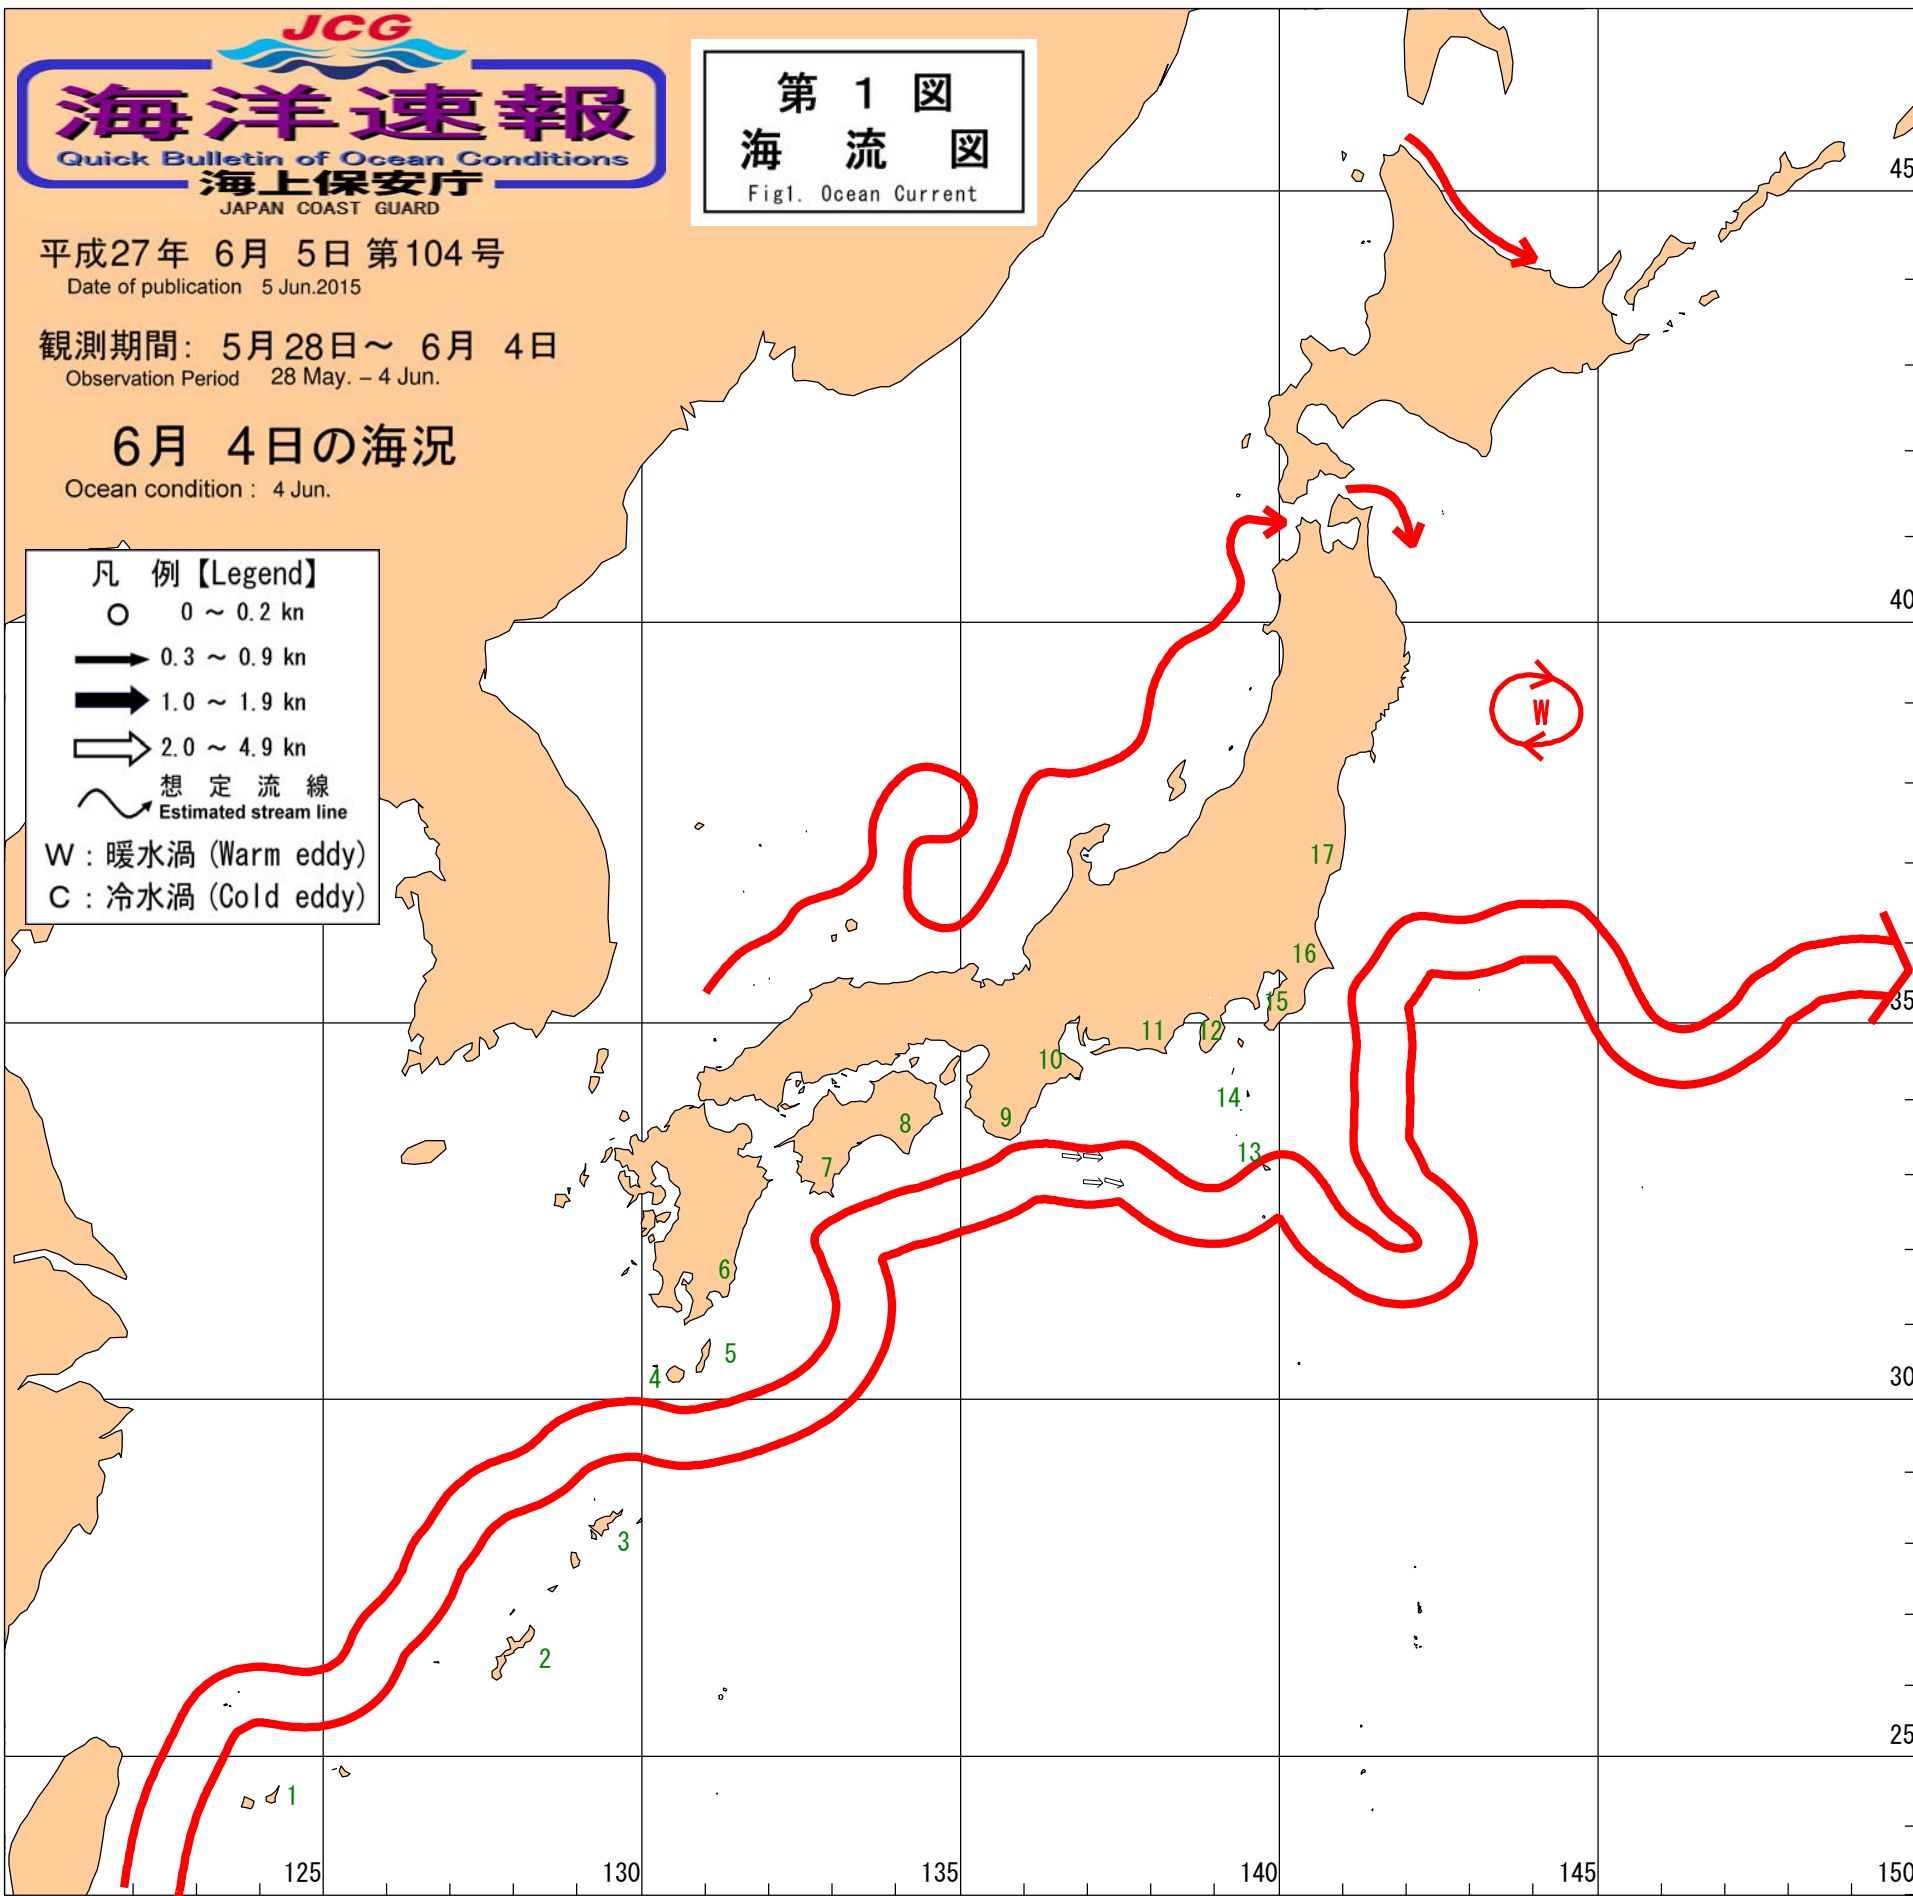 JCG
海洋速報
Quick Bulletin of Ocean Conditions
海上保安庁
JAPAN COAST GUARD
第 1 図
海 流 図
Fig1. Ocean Current
平成27年 6月 5日 第104号
Date of publication 5 Jun.2015
観測期間: 5月28日～ 6月 4日
Observation Period 28 May. – 4 Jun.
6月 4日の海況
Ocean condition : 4 Jun.
凡 例【Legend】
0 ～ 0.2 kn
0.3 ～ 0.9 kn
1.0 ～ 1.9 kn
2.0 ～ 4.9 kn
想 定 流 線
Estimated stream line
W : 暖水渦 (Warm eddy)
C : 冷水渦 (Cold eddy)
45
40
W
17
16
35
15
11
12
10
14
9
8
13
7
6
5
4
30
3
2
25
1
125
130
135
140
145
150